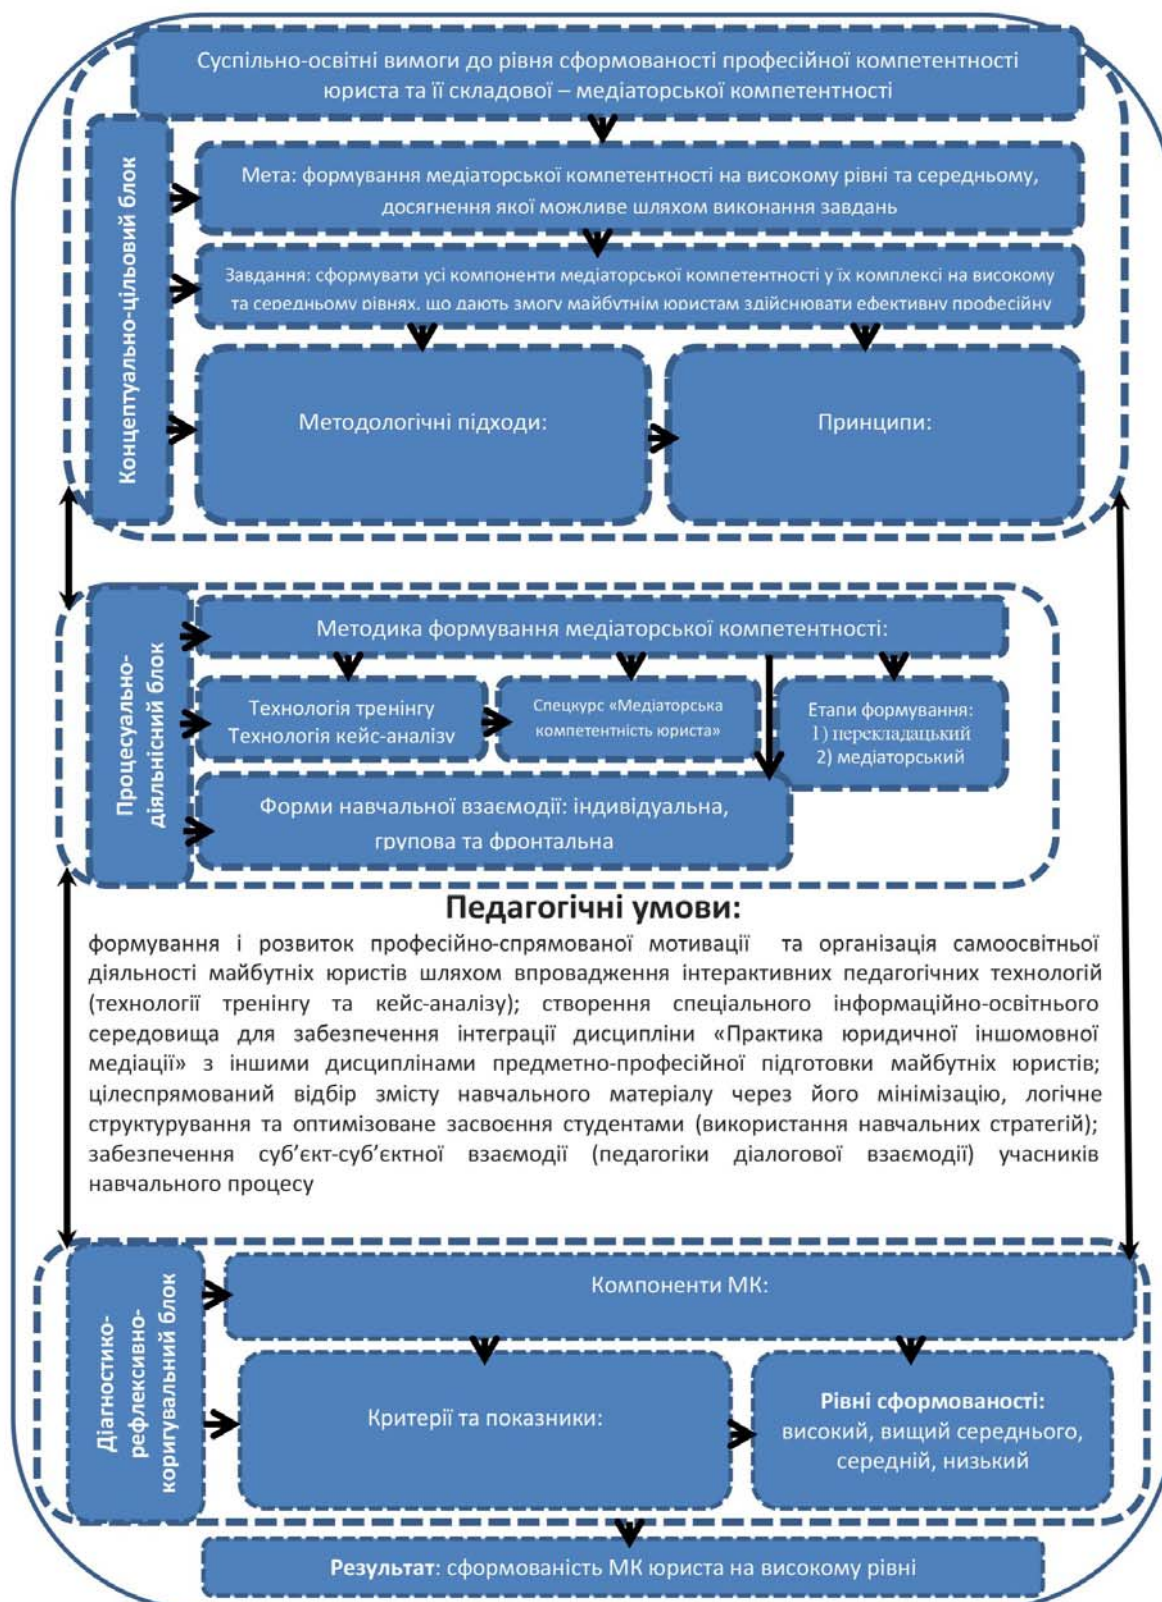 Суспільно-освітні вимоги до рівня сформованості професійної компетентності
юриста та її складової – медіаторської компетентності
Концептуально-цільовий блок
Мета: формування медіаторської компетентності на високому рівні та середньому,
досягнення якої можливе шляхом виконання завдань
Завдання: сформувати усі компоненти медіаторської компетентності у їх комплексі на високому
та середньому рівнях, що дають змогу майбутнім юристам здійснювати ефективну професійну
Методологічні підходи:
Принципи:
Процесуально-
діяльнісний блок
Методика формування медіаторської компетентності:
Технологія тренінгу
Технологія кейс-аналізу
Спецкурс «Медіаторська
компетентність юриста»
Етапи формування:
1) перекладацький
2) медіаторський
Форми навчальної взаємодії: індивідуальна,
групова та фронтальна
Педагогічні умови:
формування і розвиток професійно-спрямованої мотивації та організація самоосвітньої
діяльності майбутніх юристів шляхом впровадження інтерактивних педагогічних технологій
(технології тренінгу та кейс-аналізу); створення спеціального інформаційно-освітнього
середовища для забезпечення інтеграції дисципліни «Практика юридичної іншомовної
медіації» з іншими дисциплінами предметно-професійної підготовки майбутніх юристів;
цілеспрямований відбір змісту навчального матеріалу через його мінімізацію, логічне
структурування та оптимізоване засвоєння студентами (використання навчальних стратегій);
забезпечення суб’єкт-суб’єктної взаємодії (педагогіки діалогової взаємодії) учасників
навчального процесу
Діагностико-
рефлексивно-
коригувальний блок
Компоненти МК:
Критерії та показники:
Рівні сформованості:
високий, вищий середнього,
середній, низький
Результат: сформованість МК юриста на високому рівні